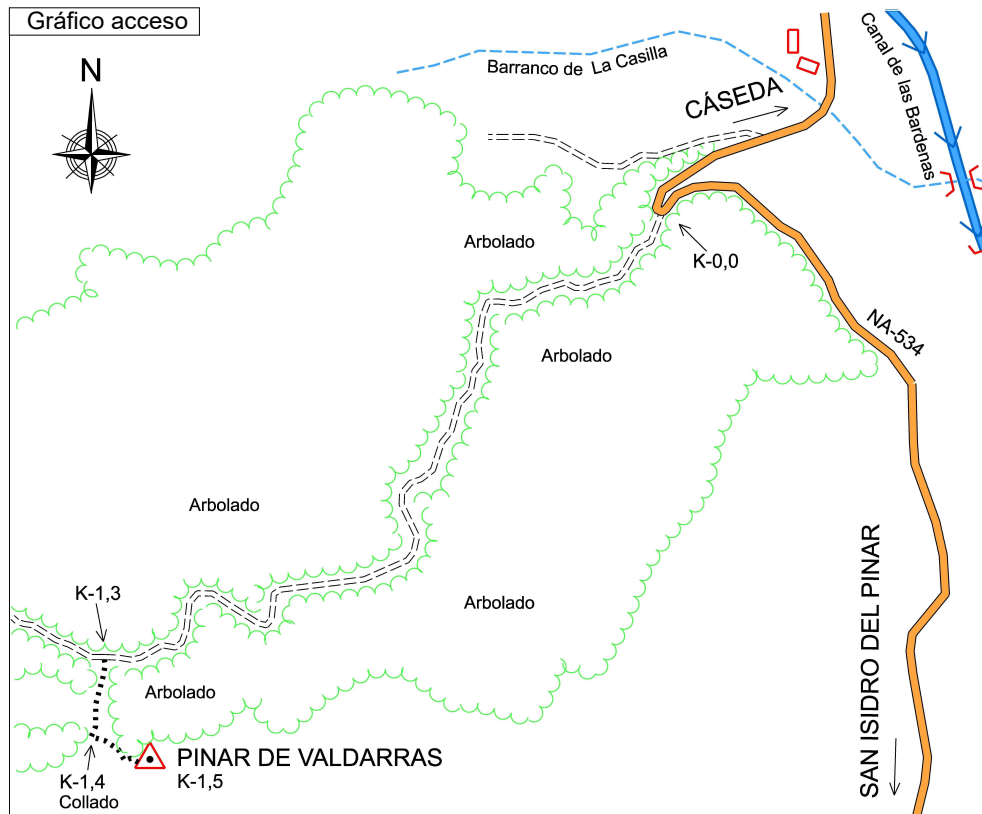 Gráfico acceso
N
Barranco de La Casilla
CÁSEDA
Canal de las Bardenas
Arbolado
K-0,0
Arbolado
NA-534
Arbolado
SAN ISIDRO DEL PINAR
K-1,3
Arbolado
Arbolado
PINAR DE VALDARRAS
K-1,5
K-1,4
Collado